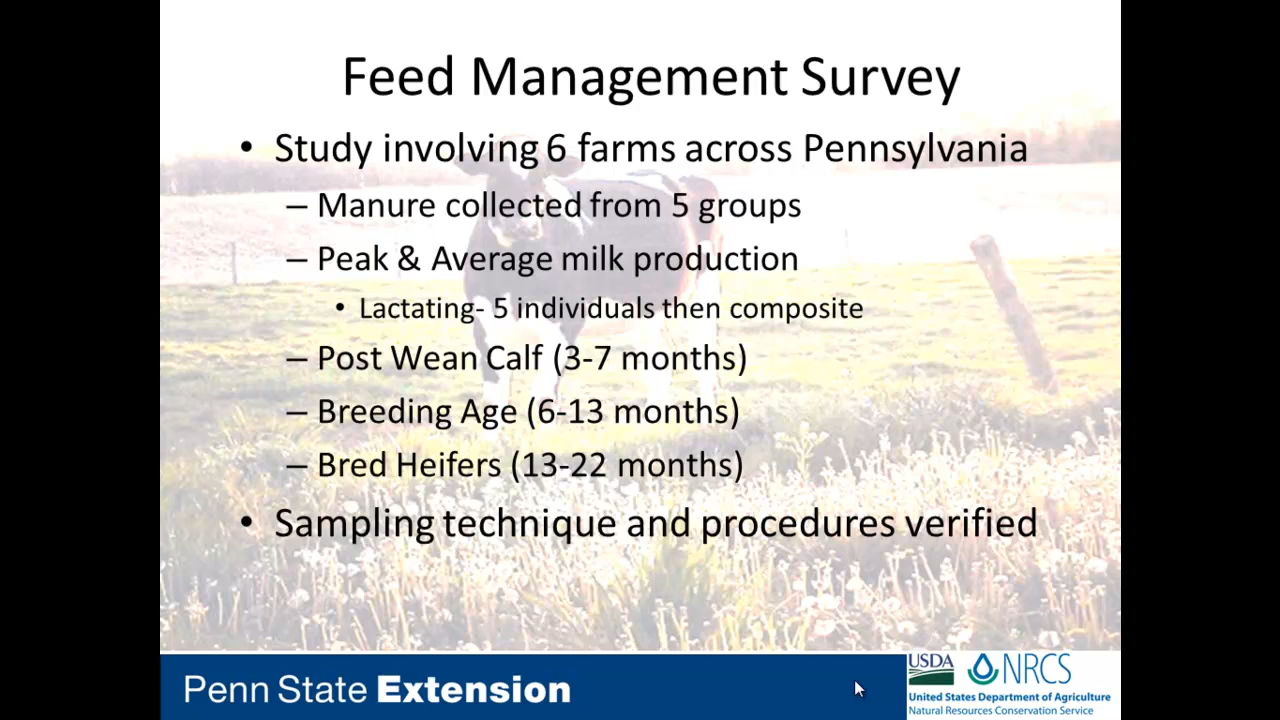 Feed Management Survey
• Study involving 6 farms across Pennsylvania
– Manure collected from 5 groups
– Peak & Average milk production
• Lactating- 5 individuals then composite
– Post Wean Calf (3-7 months)
– Breeding Age (6-13 months)
– Bred Heifers (13-22 months)
• Sampling technique and procedures verified
Penn State Extension
USDA NRCS
United States Department of Agriculture
Natural Resources Conservation Service